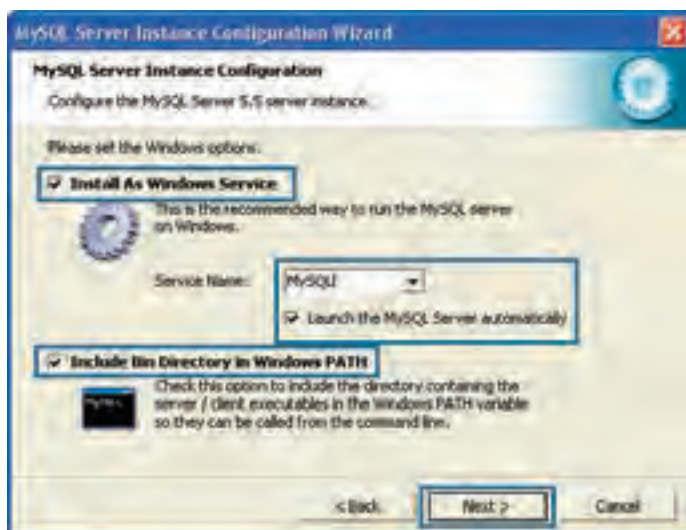 MySQL Server Instance Configuration Wizard
MySQL Server Instance Configuration
Configure the MySQL Server 5.5 server instance.
Please set the Windows options.
Install As Windows Service
This is the recommended way to run the MySQL server
on Windows.
Service Name:
MySQL
Launch the MySQL Server automatically
Include Bin Directory in Windows PATH
Check this option to include the directory containing the
server / client executables in the Windows PATH variable
so they can be called from the command line.
< Back
Next >
Cancel